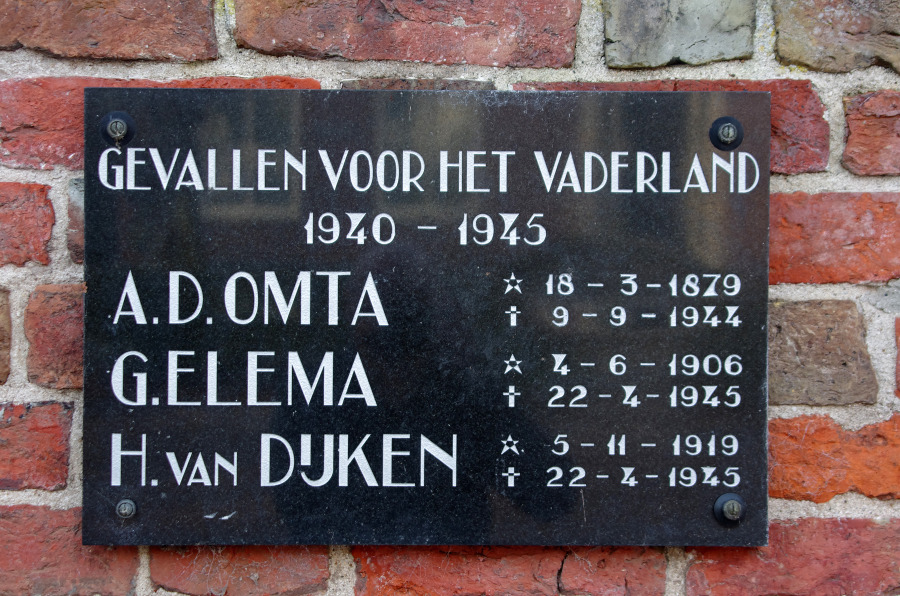 GEVALLEN VOOR HET VADERLAND
1940 – 1945
A.D. OMTA ☆ 18 – 3 – 1879
✝ 9 – 9 – 1944
G. ELEMA ☆ 4 – 6 – 1906
✝ 22 – 4 – 1945
H. VAN DIJKEN ☆ 5 – 11 – 1919
✝ 22 – 4 – 1945